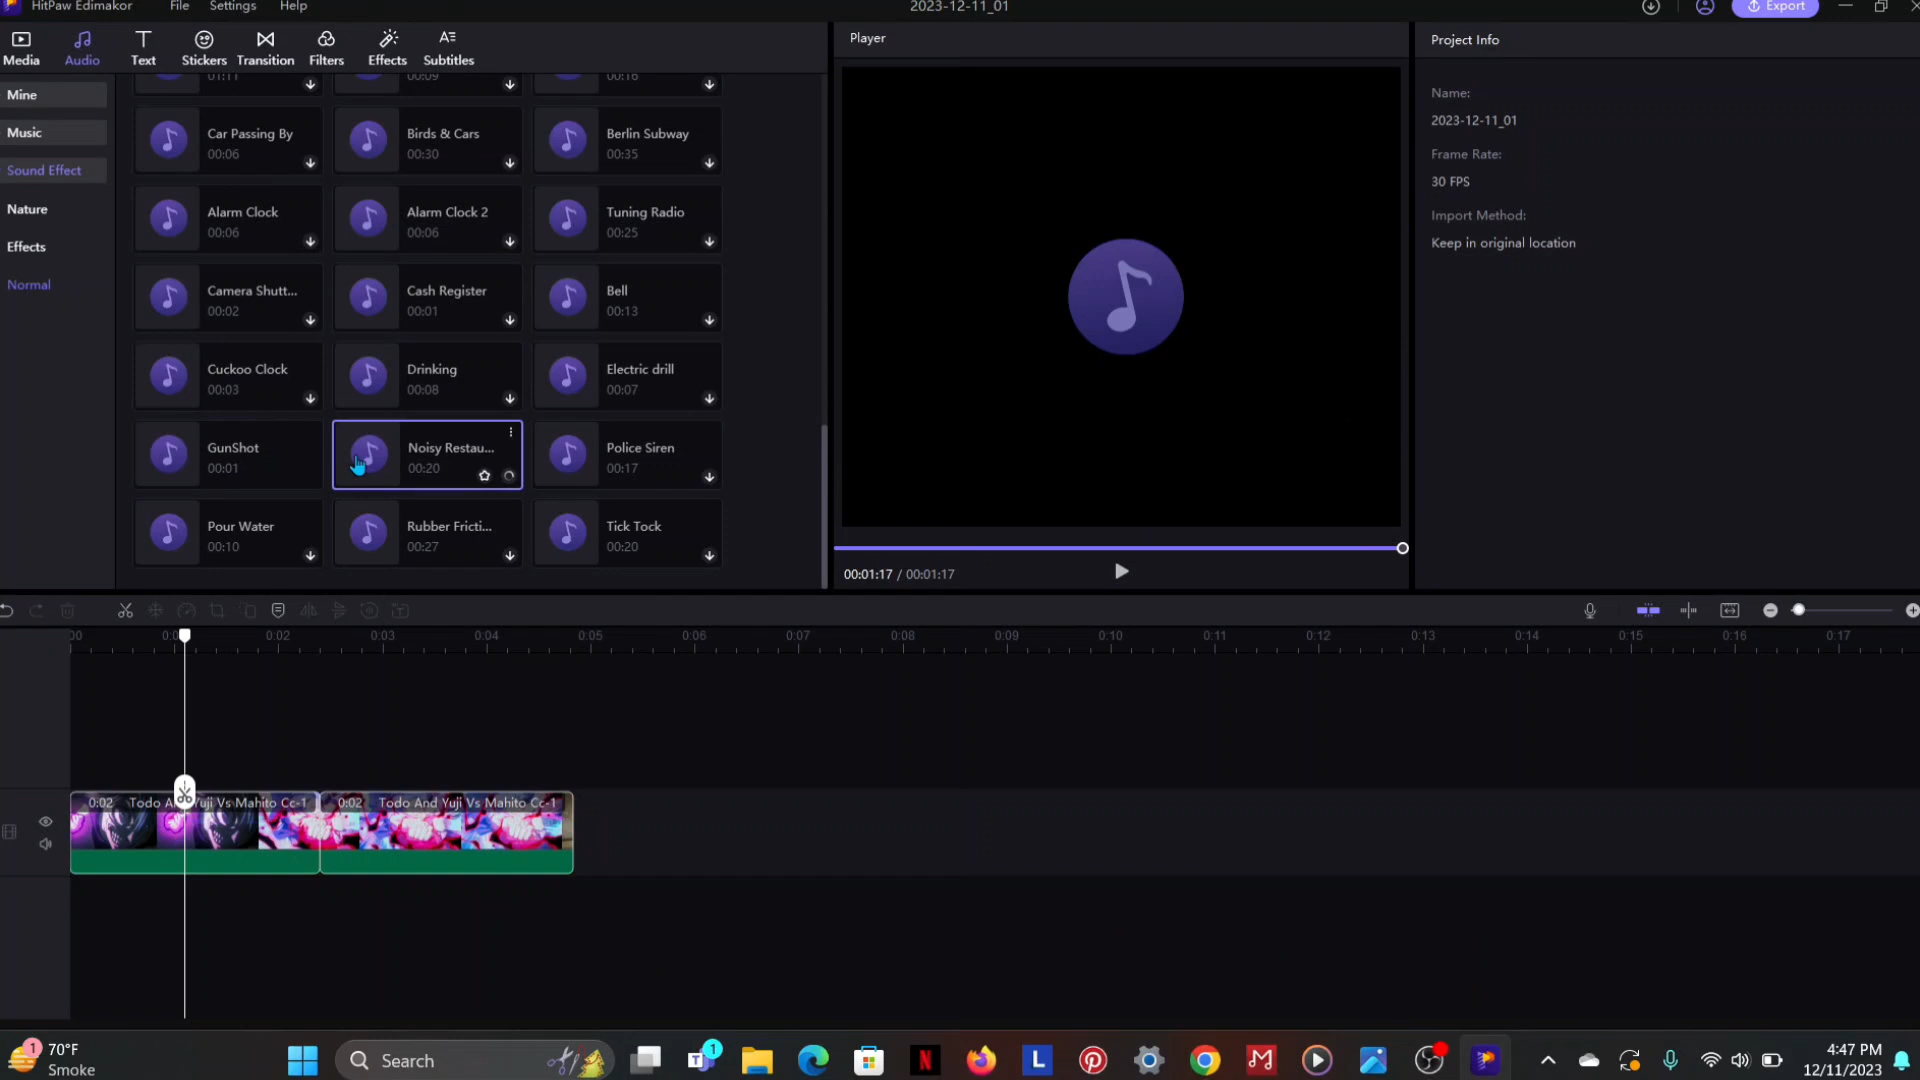 HitPaw Edimakor File Settings Help 2023-12-11_01 Export
Media Audio Text Stickers Transition Filters Effects Subtitles
Player
Project Info
Mine
Music
Sound Effect
Nature
Effects
Normal
01:11 00:09 00:16
Car Passing By Birds & Cars Berlin Subway
00:06 00:30 00:35
Alarm Clock Alarm Clock 2 Tuning Radio
00:06 00:06 00:25
Camera Shutt... Cash Register Bell
00:02 00:01 00:13
Cuckoo Clock Drinking Electric drill
00:03 00:08 00:07
GunShot Noisy Restau... Police Siren
00:01 00:20 00:17
Pour Water Rubber Fricti... Tick Tock
00:10 00:27 00:20
00:01:17 / 00:01:17
Name:
2023-12-11_01
Frame Rate:
30 FPS
Import Method:
Keep in original location
0:02 0:03 0:04 0:05 0:06 0:07 0:08 0:09 0:10 0:11 0:12 0:13 0:14 0:15 0:16 0:17
0:02 Todo And Yuji Vs Mahito Cc-1 0:02 Todo And Yuji Vs Mahito Cc-1
1 70°F
Smoke
Search
1
N
L
4:47 PM
12/11/2023